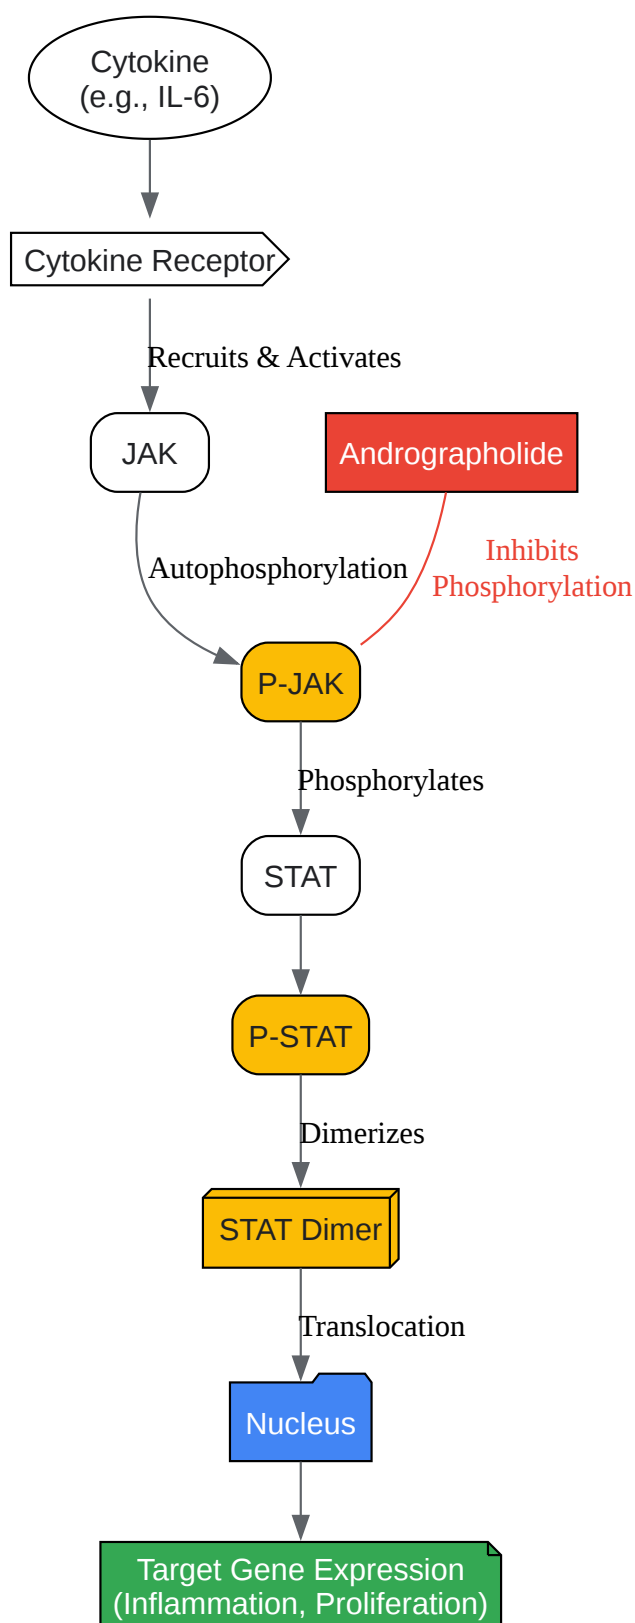 Cytokine
(e.g., IL-6)
Cytokine Receptor
Recruits & Activates
JAK
Andrographolide
Autophosphorylation
Inhibits
Phosphorylation
P-JAK
Phosphorylates
STAT
P-STAT
Dimerizes
STAT Dimer
Translocation
Nucleus
Target Gene Expression
(Inflammation, Proliferation)